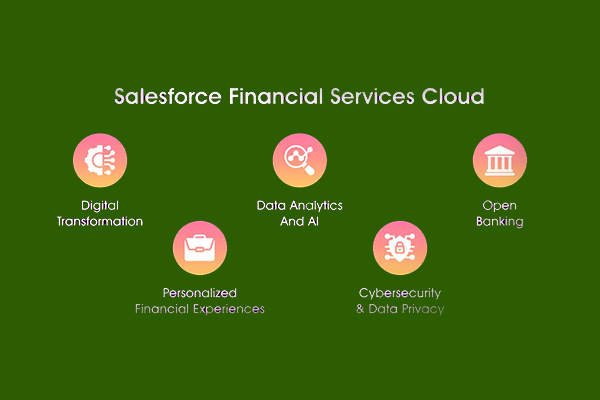 Salesforce Financial Services Cloud
Digital
Transformation
Data Analytics
And AI
Open
Banking
Personalized
Financial Experiences
Cybersecurity
& Data Privacy